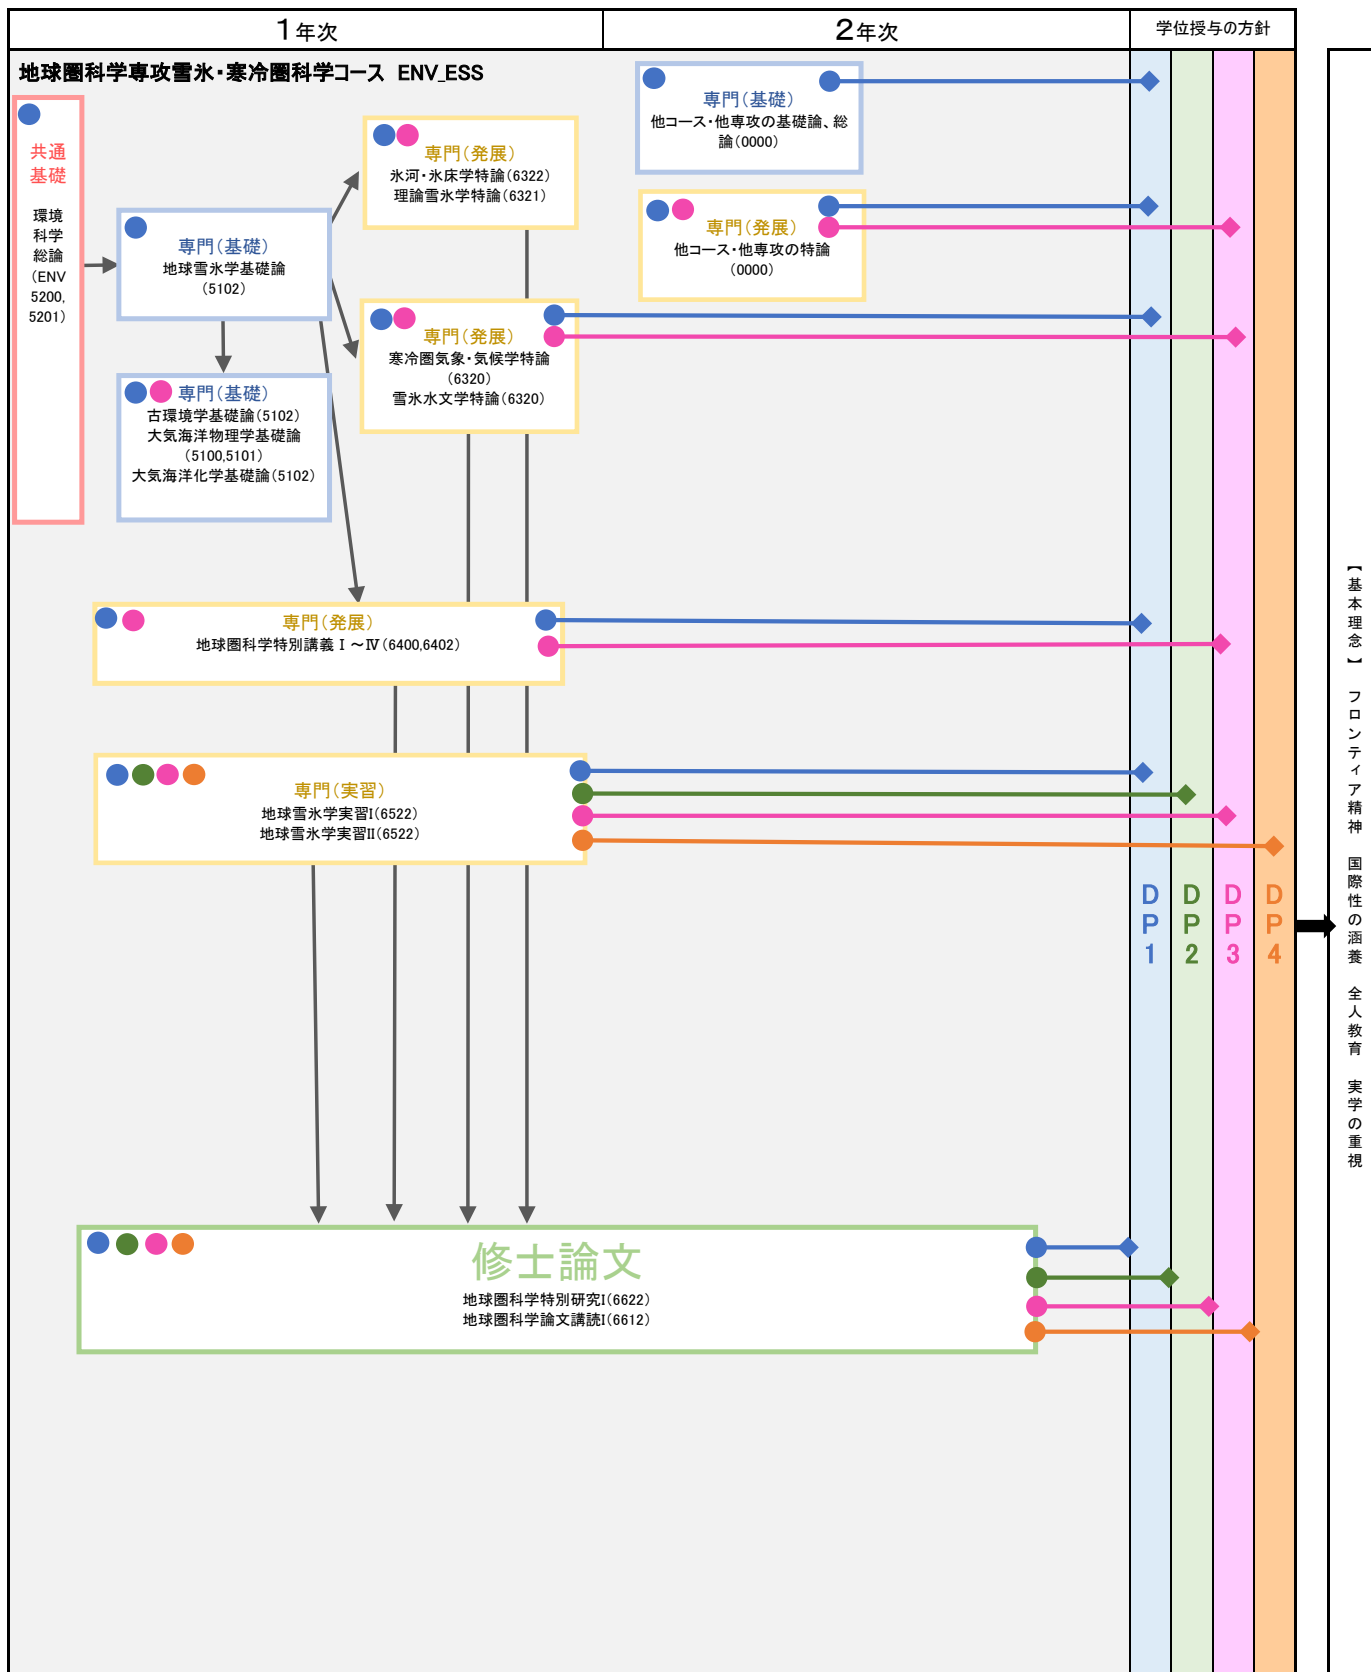 1年次
2年次
学位授与の方針
地球圏科学専攻雪氷・寒冷圏科学コース ENV_ESS
共通
基礎
環境
科学
総論
(ENV
5200,
5201)
専門(基礎)
地球雪氷学基礎論
(5102)
専門(基礎)
古環境学基礎論(5102)
大気海洋物理学基礎論
(5100,5101)
大気海洋化学基礎論(5102)
専門(発展)
氷河・氷床学特論(6322)
理論雪氷学特論(6321)
専門(発展)
寒冷圏気象・気候学特論
(6320)
雪氷水文学特論(6320)
専門(基礎)
他コース・他専攻の基礎論、総
論(0000)
専門(発展)
他コース・他専攻の特論
(0000)
専門(発展)
地球圏科学特別講義Ⅰ～Ⅳ(6400,6402)
専門(実習)
地球雪氷学実習I(6522)
地球雪氷学実習II(6522)
修士論文
地球圏科学特別研究I(6622)
地球圏科学論文講読I(6612)
DP1
DP2
DP3
DP4
【基本理念】 フロンティア精神 国際性の涵養 全人教育 実学の重視